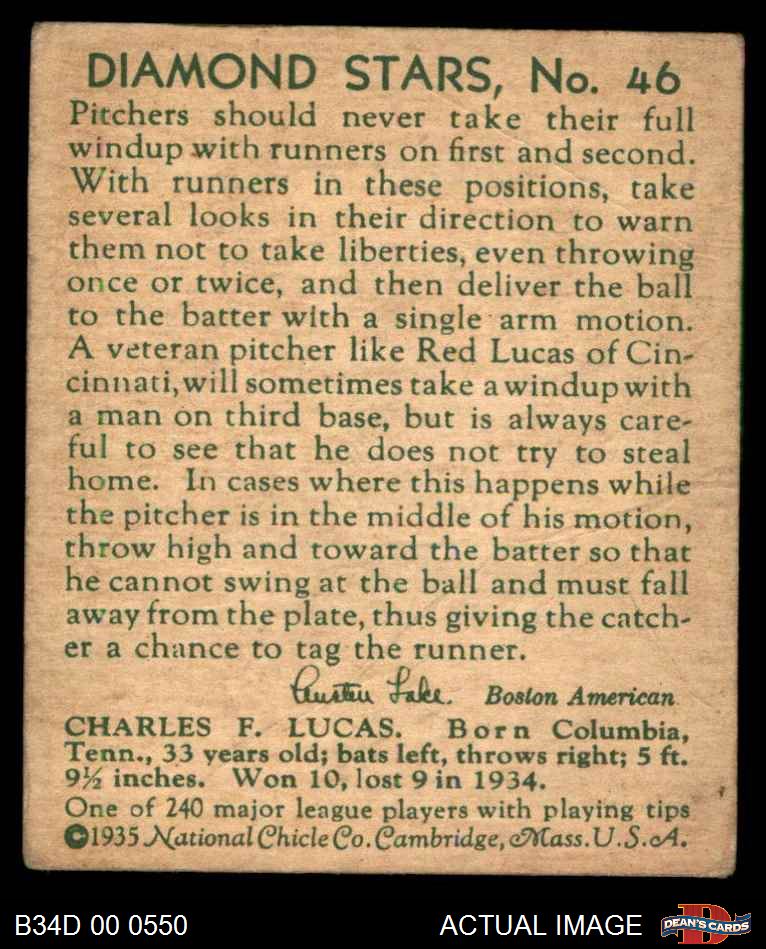 DIAMOND STARS, No. 46
Pitchers should never take their full
windup with runners on first and second.
With runners in these positions, take
several looks in their direction to warn
them not to take liberties, even throwing
once or twice, and then deliver the ball
to the batter with a single arm motion.
A veteran pitcher like Red Lucas of Cin-
cinnati, will sometimes take a windup with
a man on third base, but is always care-
ful to see that he does not try to steal
home. In cases where this happens while
the pitcher is in the middle of his motion,
throw high and toward the batter so that
he cannot swing at the ball and must fall
away from the plate, thus giving the catch-
er a chance to tag the runner.
Austen Lake. Boston American
CHARLES F. LUCAS. Born Columbia,
Tenn., 33 years old; bats left, throws right; 5 ft.
9½ inches. Won 10, lost 9 in 1934.
One of 240 major league players with playing tips
©1935 National Chicle Co. Cambridge, Mass. U.S.A.
B34D 00 0550 ACTUAL IMAGE DEAN'S CARDS